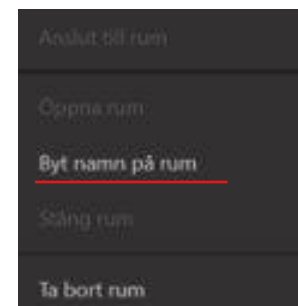 Anslut till rum
Öppna rum
Byt namn på rum
Stäng rum
Ta bort rum